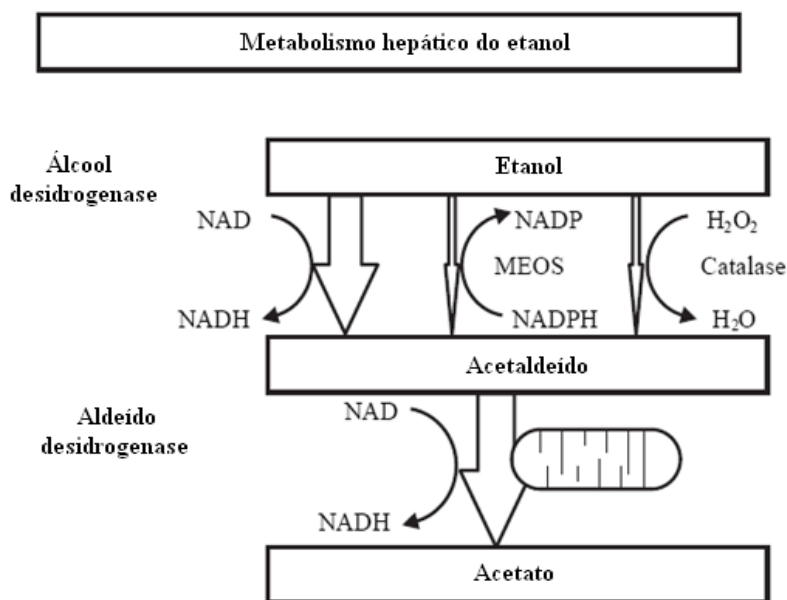 Metabolismo hepático do etanol
Álcool
desidrogenase
Etanol
NAD
NADP
H₂O₂
MEOS
Catalase
NADH
NADPH
H₂O
Acetaldeído
Aldeído
desidrogenase
NAD
NADH
Acetato